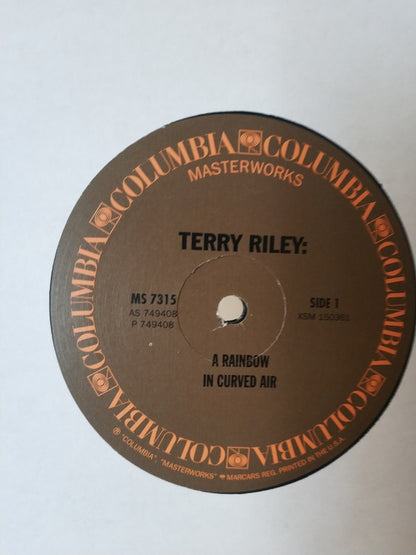 COLUMBIA COLUMBIA COLUMBIA COLUMBIA COLUMBIA COLUMBIA
MASTERWORKS
TERRY RILEY:
MS 7315
AS 749408
P 749408
SIDE 1
XSM 150361
A RAINBOW
IN CURVED AIR
℗ "COLUMBIA", "MASTERWORKS" MARCAS REG. PRINTED IN THE U.S.A.